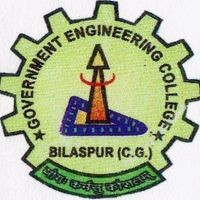 ★ GOVERNMENT ENGINEERING COLLEGE ★
BILASPUR (C.G.)
योगः कर्मसु कौशलम्